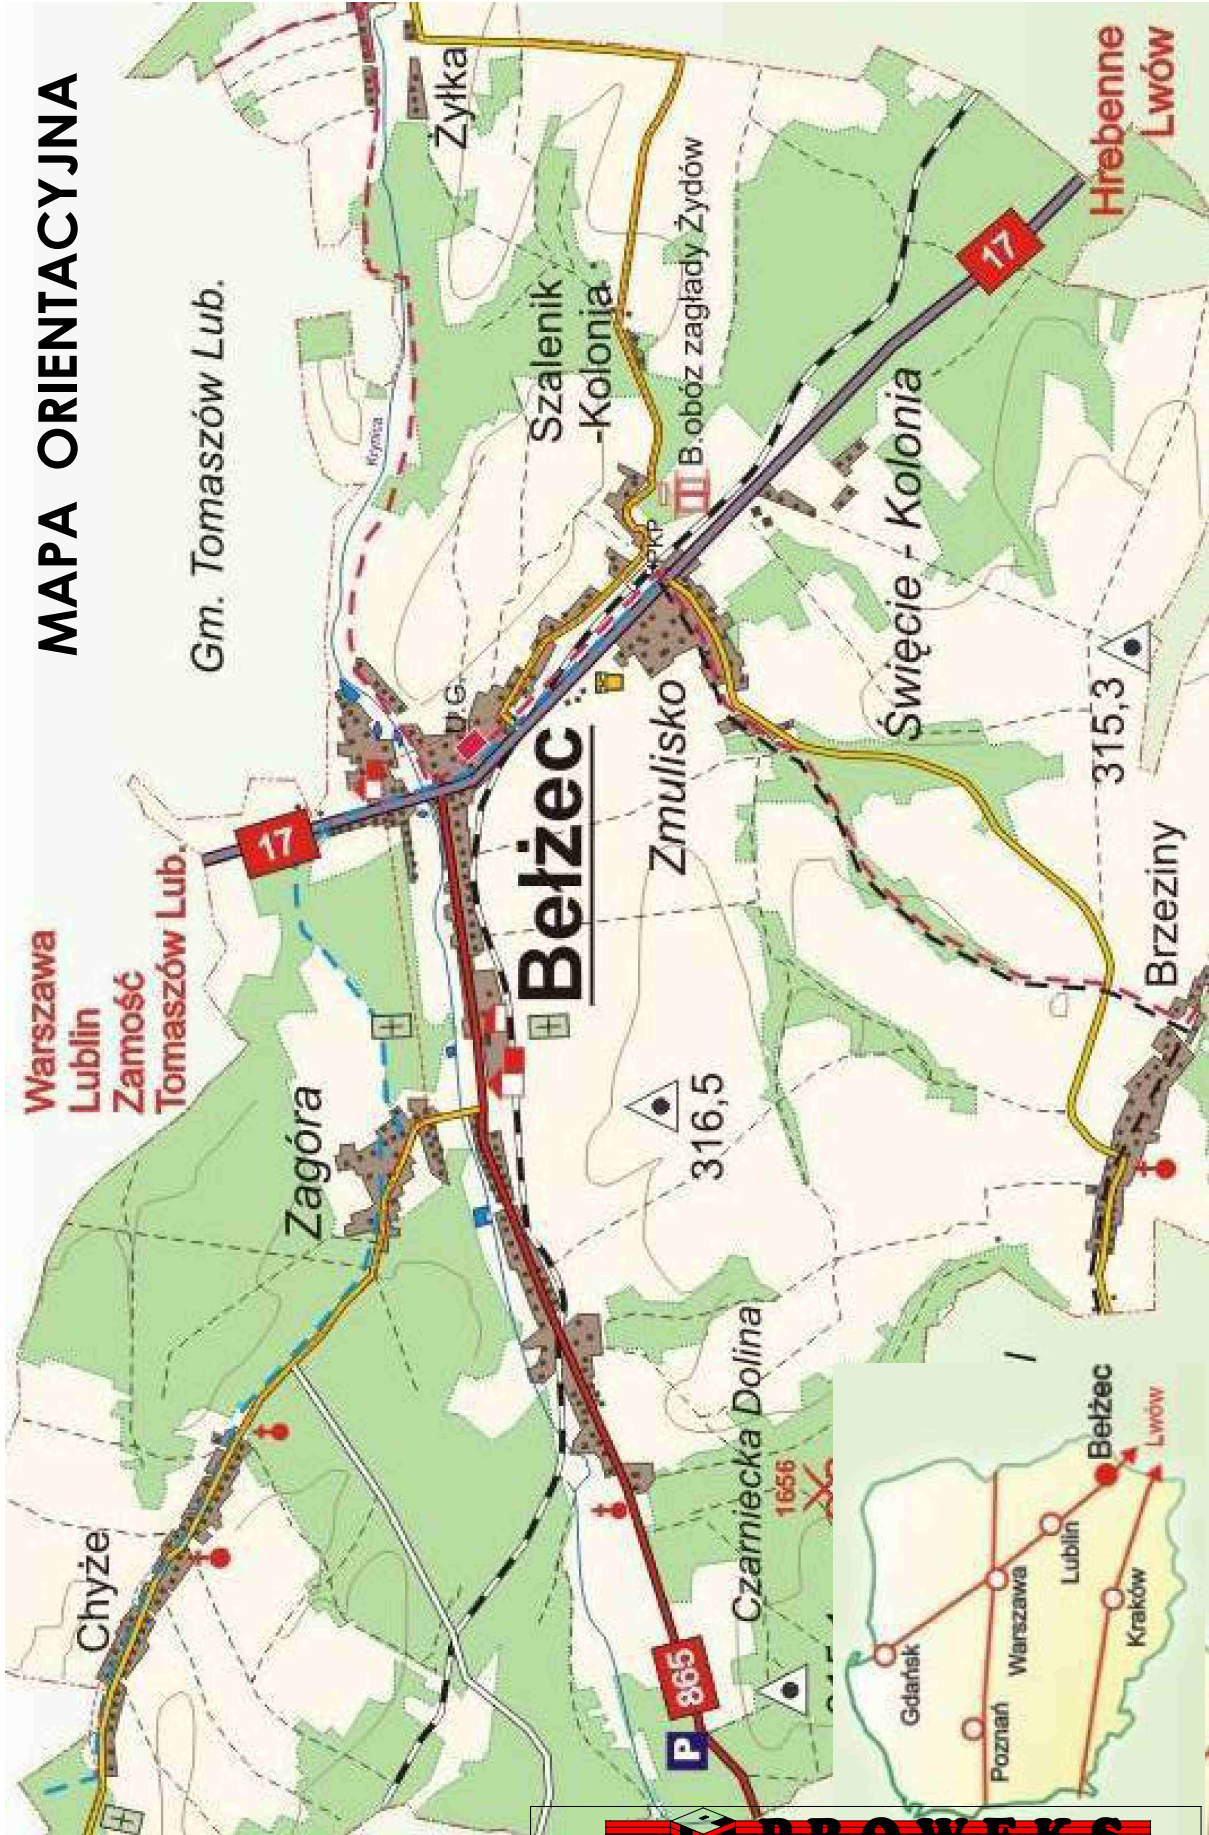 MAPA ORIENTACYJNA
Gm. Tomaszów Lub.
Warszawa
Lublin
Zamość
Tomaszów Lub.
17
Żyłka
Krynica
Szalenik
-Kolonia
B.obóz zagłady Żydów
17
Hrebenne
Lwów
U.G.
PKP
Bełżec
Zmulisko
Święcie - Kolonia
315,3
Brzeziny
Zagóra
316,5
Chyże
Czarniecka Dolina
1656
865
P
Gdańsk
Poznań
Warszawa
Lublin
Kraków
Bełżec
Lwów